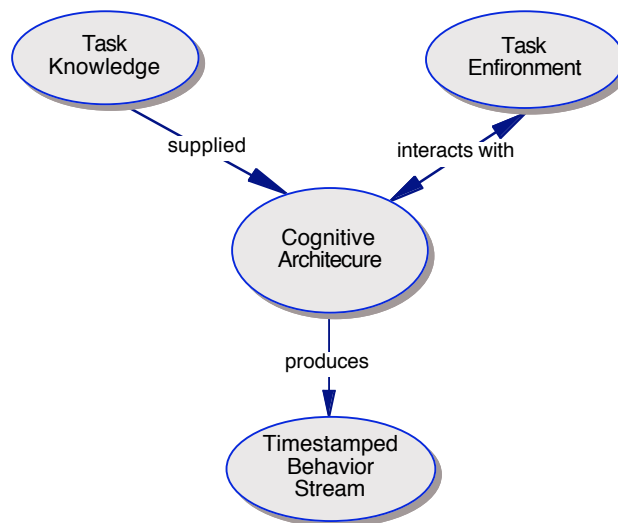 Task
Knowledge
Task
Enfironment
supplied
interacts with
Cognitive
Architecure
produces
Timestamped
Behavior
Stream